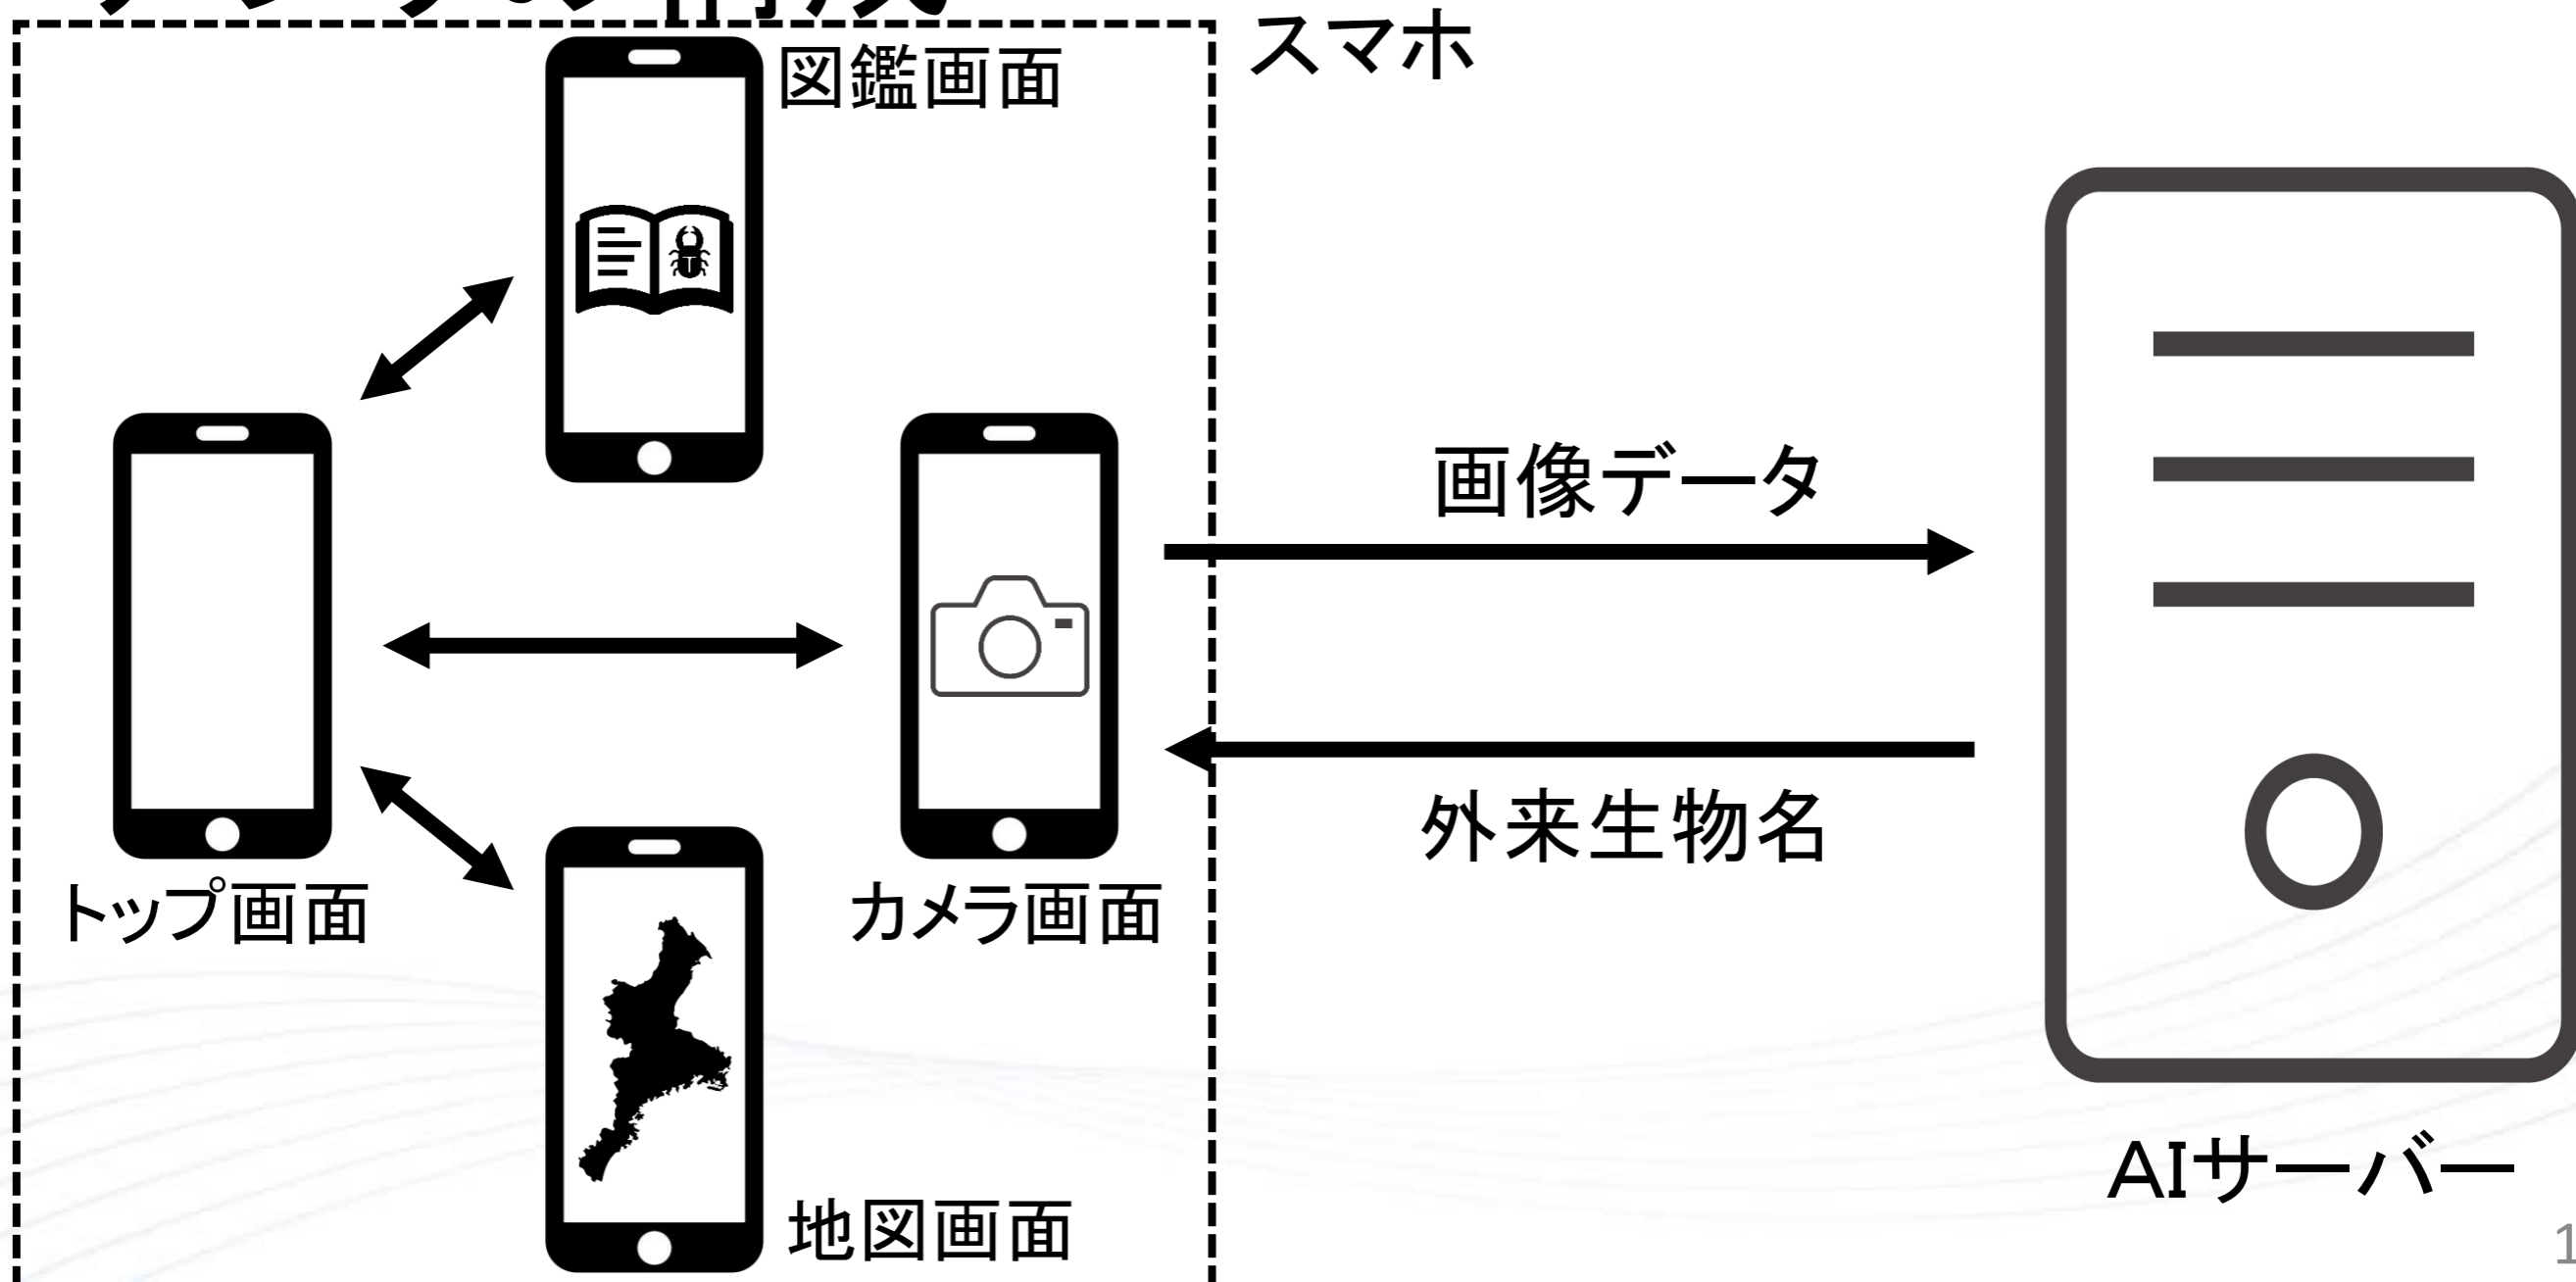 スマホ
図鑑画面
画像データ
外来生物名
トップ画面
カメラ画面
地図画面
AIサーバー